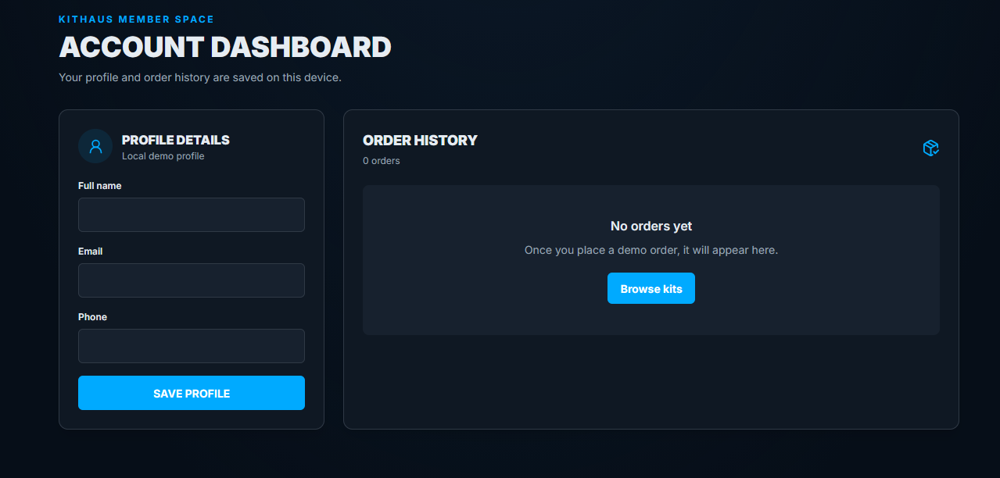 KITHAUS MEMBER SPACE
ACCOUNT DASHBOARD
Your profile and order history are saved on this device.
PROFILE DETAILS
Local demo profile
Full name
Email
Phone
SAVE PROFILE
ORDER HISTORY
0 orders
No orders yet
Once you place a demo order, it will appear here.
Browse kits